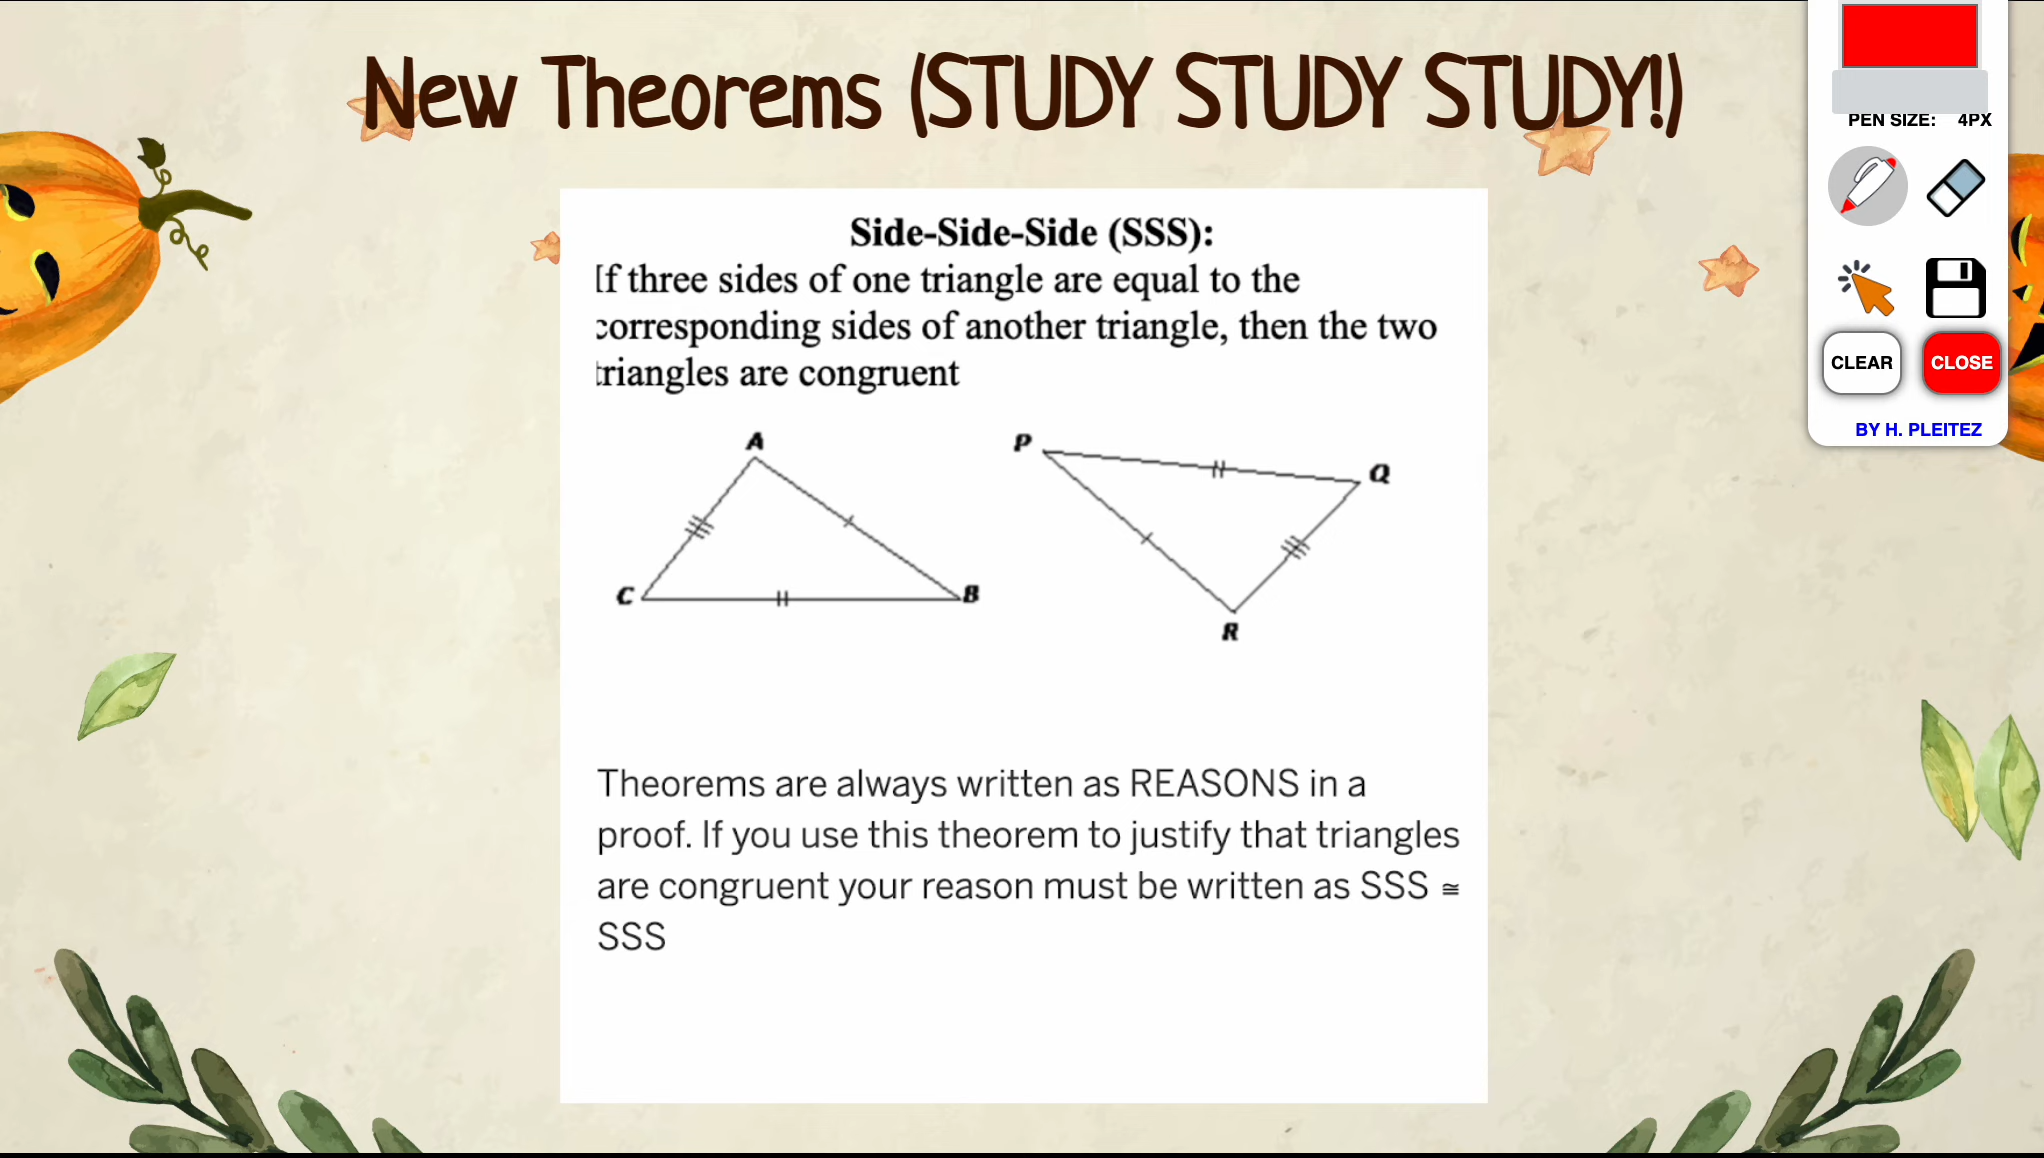 New Theorems (STUDY STUDY STUDY!)
PEN SIZE: 4PX
CLEAR
CLOSE
BY H. PLEITEZ
Side-Side-Side (SSS):
If three sides of one triangle are equal to the
corresponding sides of another triangle, then the two
triangles are congruent
A
P
Q
C
B
R
Theorems are always written as REASONS in a
proof. If you use this theorem to justify that triangles
are congruent your reason must be written as SSS ≅
SSS